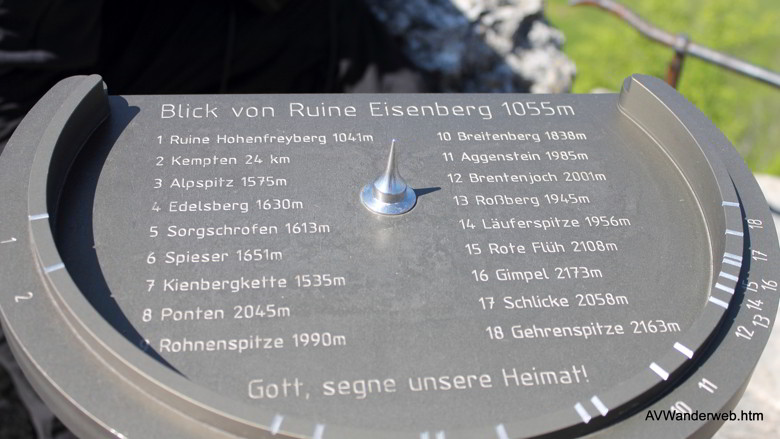 Blick von Ruine Eisenberg 1055m
1 Ruine Hohenfreyberg 1041m
2 Kempten 24 km
3 Alpspitz 1575m
4 Edelsberg 1630m
5 Sorgschrofen 1613m
6 Spieser 1651m
7 Kienbergkette 1535m
8 Ponten 2045m
9 Rohnenspitze 1990m
10 Breitenberg 1838m
11 Aggenstein 1985m
12 Brentenjoch 2001m
13 Roßberg 1945m
14 Läuferspitze 1956m
15 Rote Flüh 2108m
16 Gimpel 2173m
17 Schlicke 2058m
18 Gehrenspitze 2163m
Gott, segne unsere Heimat!
1
2
10
11
12
13
14
15
16
17
18
AVWanderweb.htm